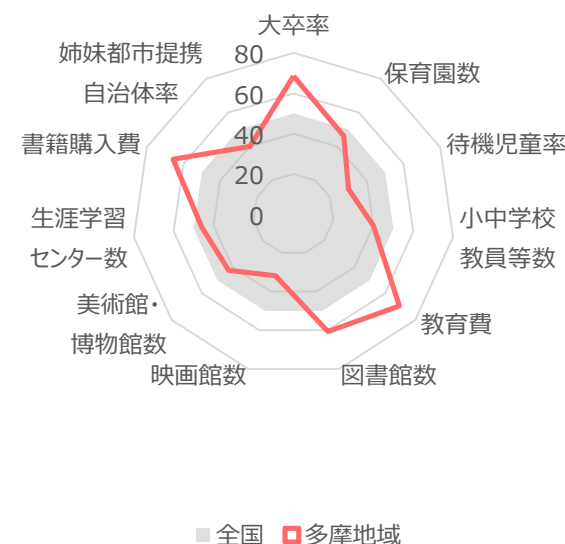 大卒率
保育園数
待機児童率
小中学校
教員等数
教育費
図書館数
映画館数
美術館・
博物館数
生涯学習
センター数
書籍購入費
姉妹都市提携
自治体率
80
60
40
20
0
全国
多摩地域